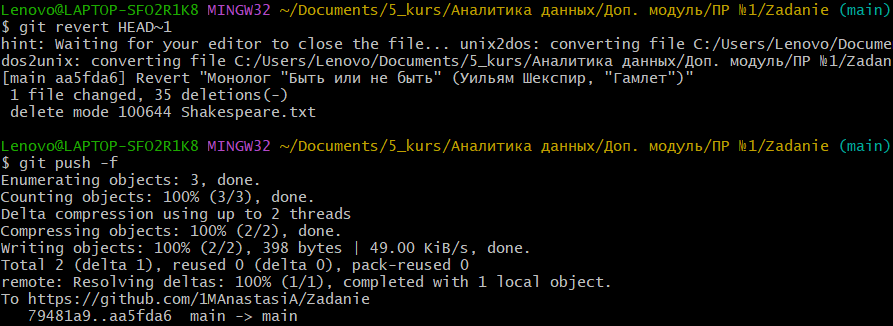 Lenovo@LAPTOP-SFO2R1K8 MINGW32 ~/Documents/5_kurs/Аналитика данных/Доп. модуль/ПР №1/Zadanie (main)
$ git revert HEAD~1
hint: Waiting for your editor to close the file... unix2dos: converting file C:/Users/Lenovo/Docume
dos2unix: converting file C:/Users/Lenovo/Documents/5_kurs/Аналитика данных/Доп. модуль/ПР №1/Zadan
[main aa5fda6] Revert "Монолог "Быть или не быть" (Уильям Шекспир, "Гамлет")"
 1 file changed, 35 deletions(-)
 delete mode 100644 Shakespeare.txt
Lenovo@LAPTOP-SFO2R1K8 MINGW32 ~/Documents/5_kurs/Аналитика данных/Доп. модуль/ПР №1/Zadanie (main)
$ git push -f
Enumerating objects: 3, done.
Counting objects: 100% (3/3), done.
Delta compression using up to 2 threads
Compressing objects: 100% (2/2), done.
Writing objects: 100% (2/2), 398 bytes | 49.00 KiB/s, done.
Total 2 (delta 1), reused 0 (delta 0), pack-reused 0
remote: Resolving deltas: 100% (1/1), completed with 1 local object.
To https://github.com/1MAnastasiA/Zadanie
   79481a9..aa5fda6  main -> main